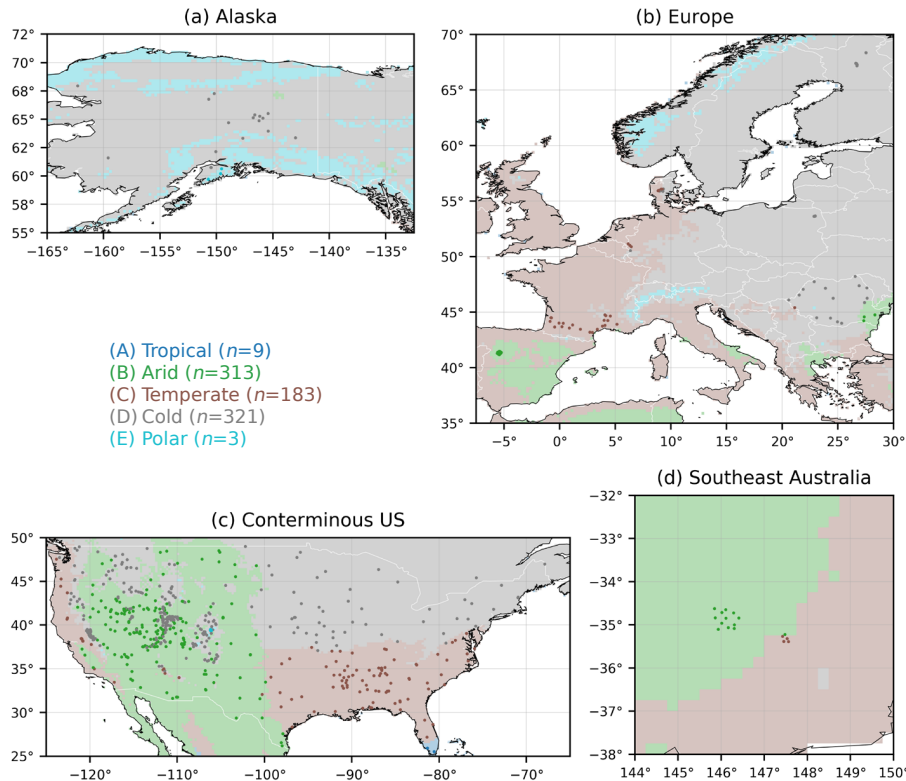 (a) Alaska
72°
70°
68°
65°
62°
60°
58°
55°
−165° −160° −155° −150° −145° −140° −135°
(b) Europe
70°
65°
60°
55°
50°
45°
40°
35°
−5° 0° 5° 10° 15° 20° 25° 30°
(A) Tropical (n=9)
(B) Arid (n=313)
(C) Temperate (n=183)
(D) Cold (n=321)
(E) Polar (n=3)
(c) Conterminous US
50°
45°
40°
35°
30°
25°
−120° −110° −100° −90° −80° −70°
(d) Southeast Australia
−32°
−33°
−34°
−35°
−36°
−37°
−38°
144° 145° 146° 147° 148° 149° 150°